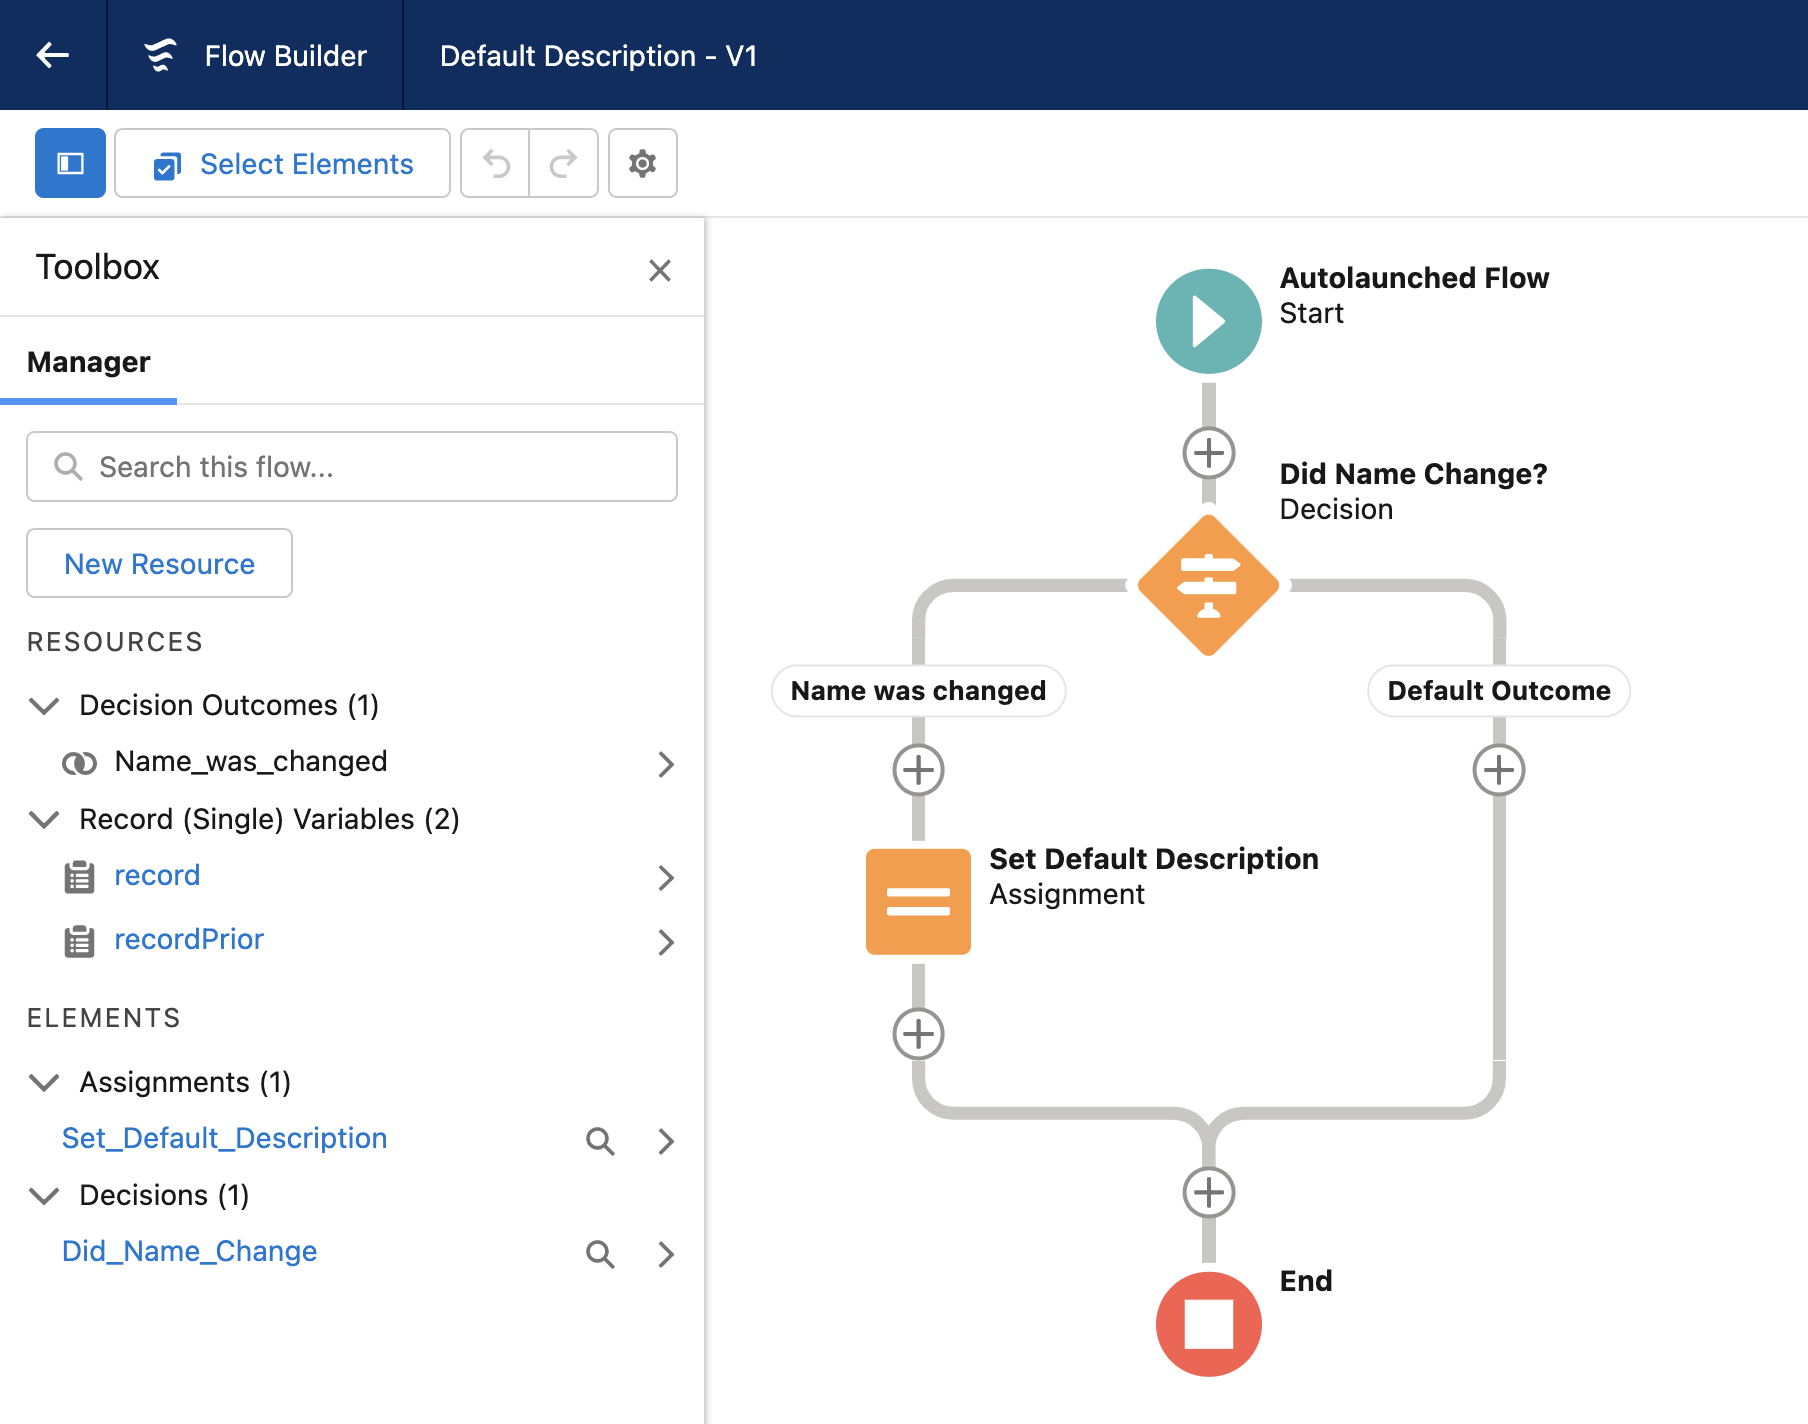 Flow Builder
Default Description - V1
Select Elements
Toolbox
Manager
Search this flow...
New Resource
RESOURCES
Decision Outcomes (1)
Name_was_changed
Record (Single) Variables (2)
record
recordPrior
ELEMENTS
Assignments (1)
Set_Default_Description
Decisions (1)
Did_Name_Change
Autolaunched Flow
Start
Did Name Change?
Decision
Name was changed
Default Outcome
Set Default Description
Assignment
End